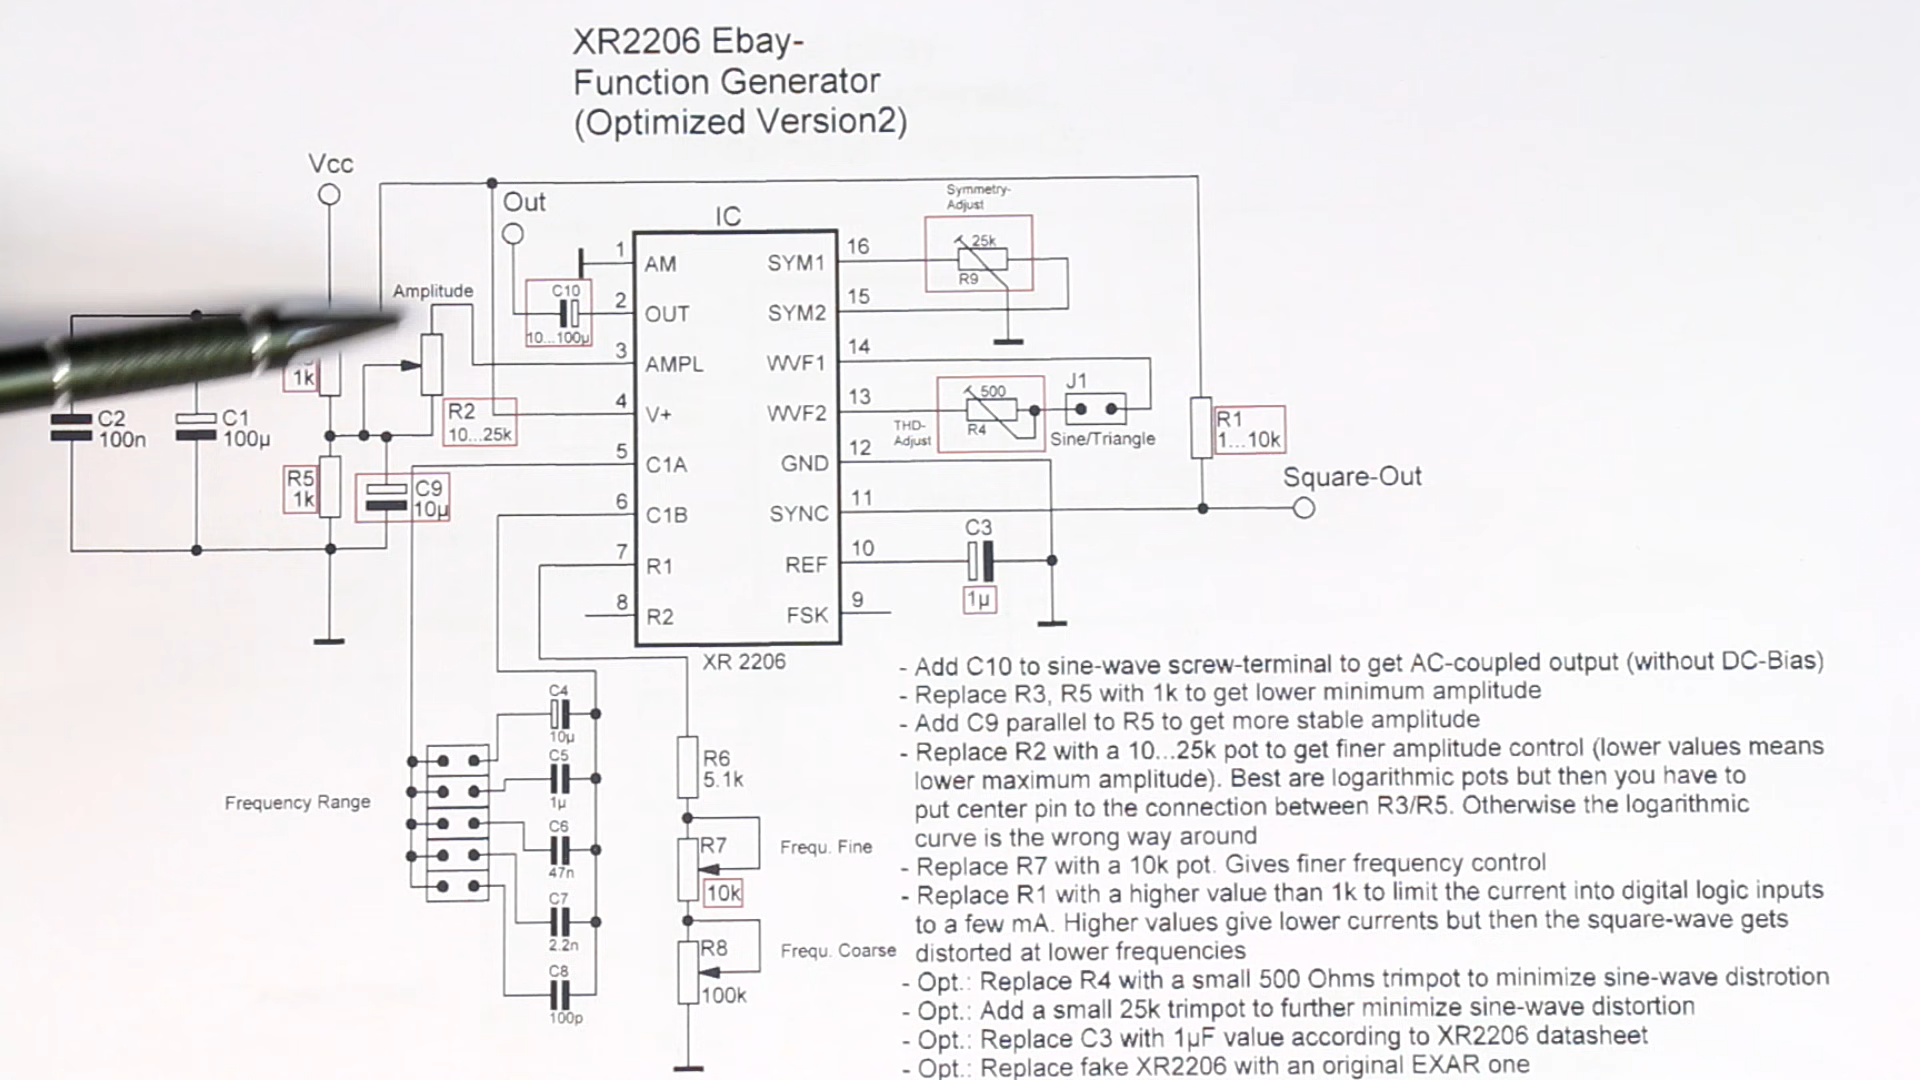 XR2206 Ebay-
Function Generator
(Optimized Version2)
Vcc
Out
IC
Symmetry-
Adjust
25k
R9
1
AM
SYM1
16
C10
10...100µ
2
OUT
SYM2
15
Amplitude
3
AMPL
WVF1
14
1k
4
V+
WVF2
13
500
R4
THD-
Adjust
J1
Sine/Triangle
R1
1...10k
C2
100n
C1
100µ
R2
10...25k
5
C1A
GND
12
R5
1k
C9
10µ
6
C1B
SYNC
11
Square-Out
7
R1
REF
10
C3
1µ
8
R2
FSK
9
XR 2206
Frequency Range
C4
10µ
C5
1µ
C6
47n
C7
2.2n
C8
100p
R6
5.1k
R7
10k
Frequ. Fine
R8
100k
Frequ. Coarse
- Add C10 to sine-wave screw-terminal to get AC-coupled output (without DC-Bias)
- Replace R3, R5 with 1k to get lower minimum amplitude
- Add C9 parallel to R5 to get more stable amplitude
- Replace R2 with a 10...25k pot to get finer amplitude control (lower values means
lower maximum amplitude). Best are logarithmic pots but then you have to
put center pin to the connection between R3/R5. Otherwise the logarithmic
curve is the wrong way around
- Replace R7 with a 10k pot. Gives finer frequency control
- Replace R1 with a higher value than 1k to limit the current into digital logic inputs
to a few mA. Higher values give lower currents but then the square-wave gets
distorted at lower frequencies
- Opt.: Replace R4 with a small 500 Ohms trimpot to minimize sine-wave distrotion
- Opt.: Add a small 25k trimpot to further minimize sine-wave distortion
- Opt.: Replace C3 with 1µF value according to XR2206 datasheet
- Opt.: Replace fake XR2206 with an original EXAR one